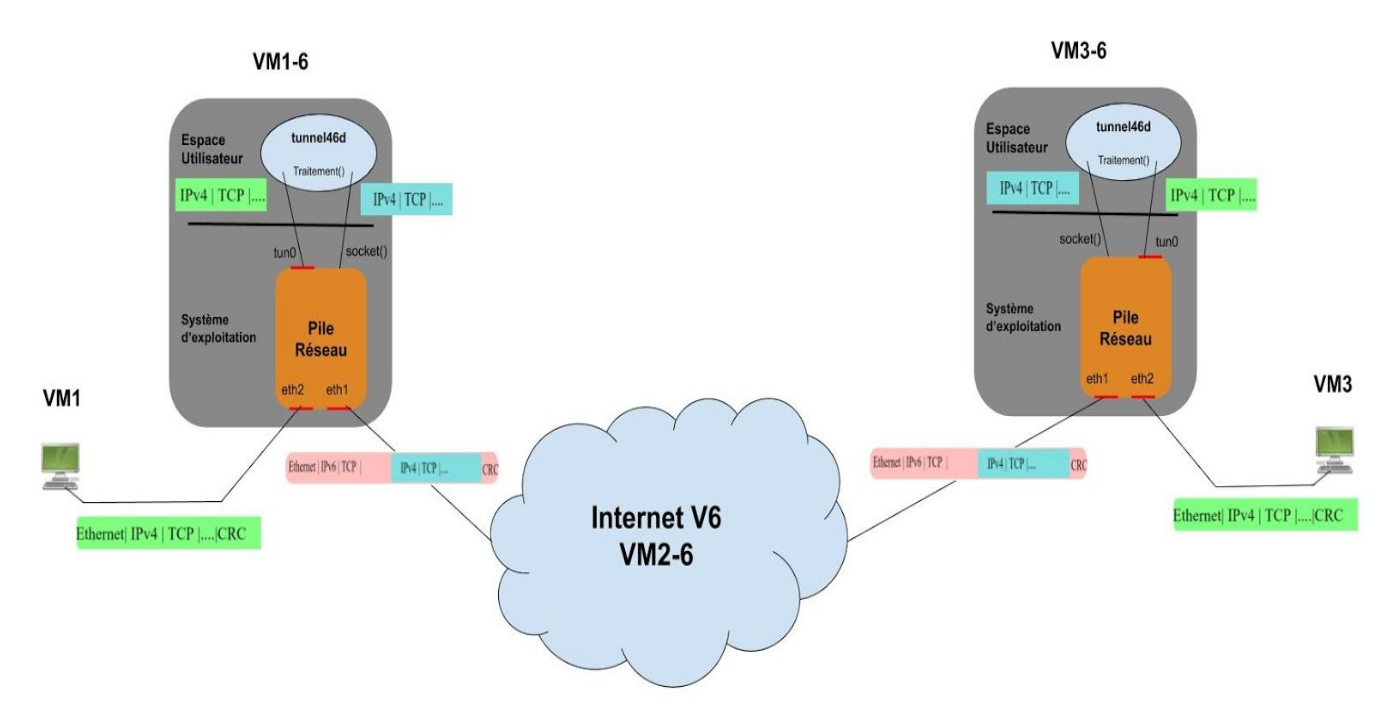 VM1-6
Espace
Utilisateur
tunnel46d
Traitement()
IPv4 | TCP |....
IPv4 | TCP |....
tun0
socket()
Système
d'exploitation
Pile
Réseau
eth2
eth1
VM1
Ethernet| IPv4 | TCP |....|CRC
Ethernet | IPv6 | TCP |
IPv4 | TCP |....
CRC
Internet V6
VM2-6
VM3-6
Espace
Utilisateur
tunnel46d
Traitement()
IPv4 | TCP |....
IPv4 | TCP |....
socket()
tun0
Système
d'exploitation
Pile
Réseau
eth1
eth2
VM3
Ethernet | IPv6 | TCP |
IPv4 | TCP |....
CRC
Ethernet| IPv4 | TCP |....|CRC